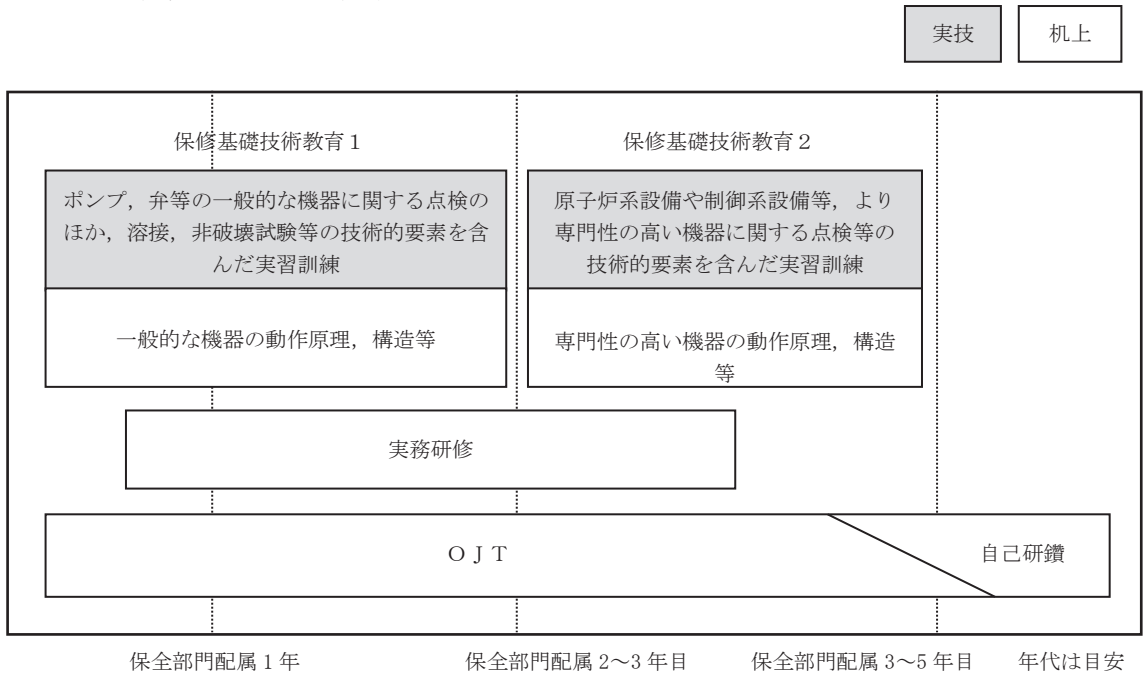 実技
机上
保修基礎技術教育1
保修基礎技術教育2
ポンプ，弁等の一般的な機器に関する点検の
ほか，溶接，非破壊試験等の技術的要素を含
んだ実習訓練
原子炉系設備や制御系設備等，より
専門性の高い機器に関する点検等の
技術的要素を含んだ実習訓練
一般的な機器の動作原理，構造等
専門性の高い機器の動作原理，構造
等
実務研修
ＯＪＴ
自己研鑽
保全部門配属1年
保全部門配属2～3年目
保全部門配属3～5年目
年代は目安